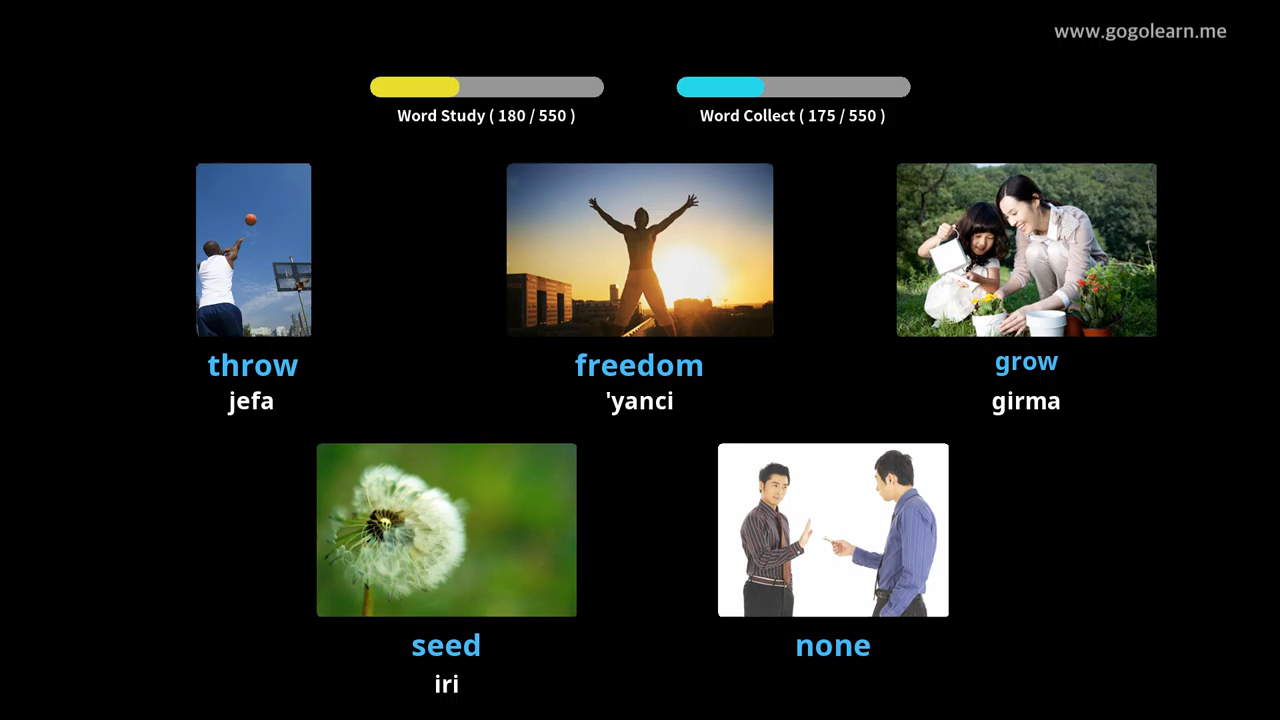 www.gogolearn.me
Word Study ( 180 / 550 )
Word Collect ( 175 / 550 )
throw
jefa
freedom
'yanci
grow
girma
seed
iri
none